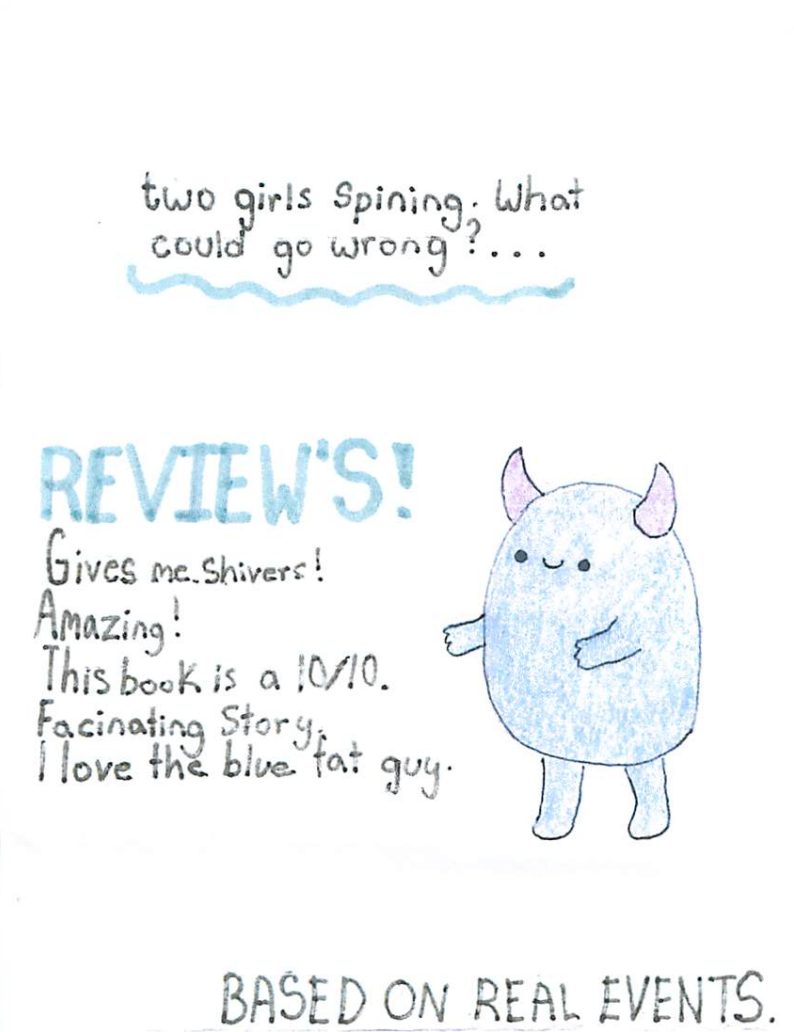 two girls Spining. What
could go wrong?...
REVIEW'S!
Gives me shivers!
Amazing!
This book is a 10/10.
Facinating Story.
I love the blue fat guy.
BASED ON REAL EVENTS.